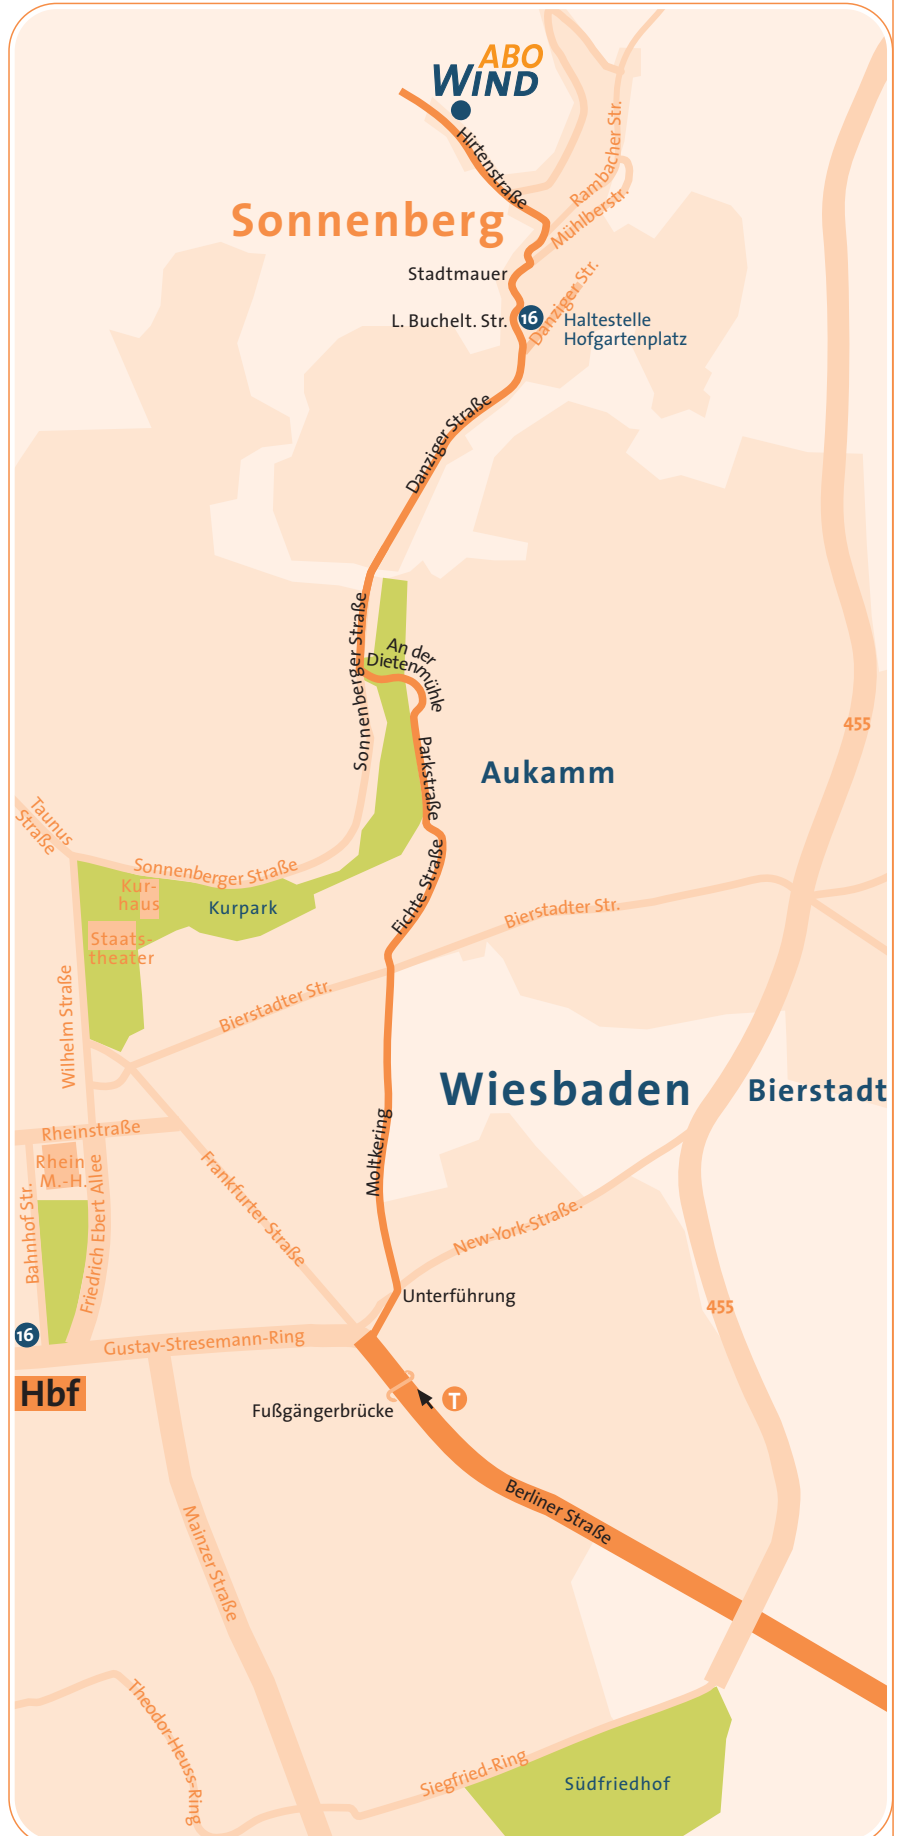 ABO
WIND
Hirtenstraße
Rambacher Str.
Mühlberstr.
Sonnenberg
Stadtmauer
Danziger Str.
L. Buchelt. Str.
16
Haltestelle
Hofgartenplatz
Danziger Straße
Sonnenberger Straße
An der
Dietenmühle
455
Parkstraße
Aukamm
Taunus
Straße
Sonnenberger Straße
Fichte Straße
Kur-
haus
Kurpark
Bierstadter Str.
Staats-
theater
Wilhelm Straße
Bierstadter Str.
Wiesbaden
Bierstadt
Rheinstraße
Moltkering
Rhein
M.-H.
Bahnhof Str.
Friedrich Ebert Allee
Frankfurter Straße
New-York-Straße.
Unterführung
455
16
Gustav-Stresemann-Ring
Hbf
T
Fußgängerbrücke
Berliner Straße
Mainzer Straße
Theodor-Heuss-Ring
Siegfried-Ring
Südfriedhof